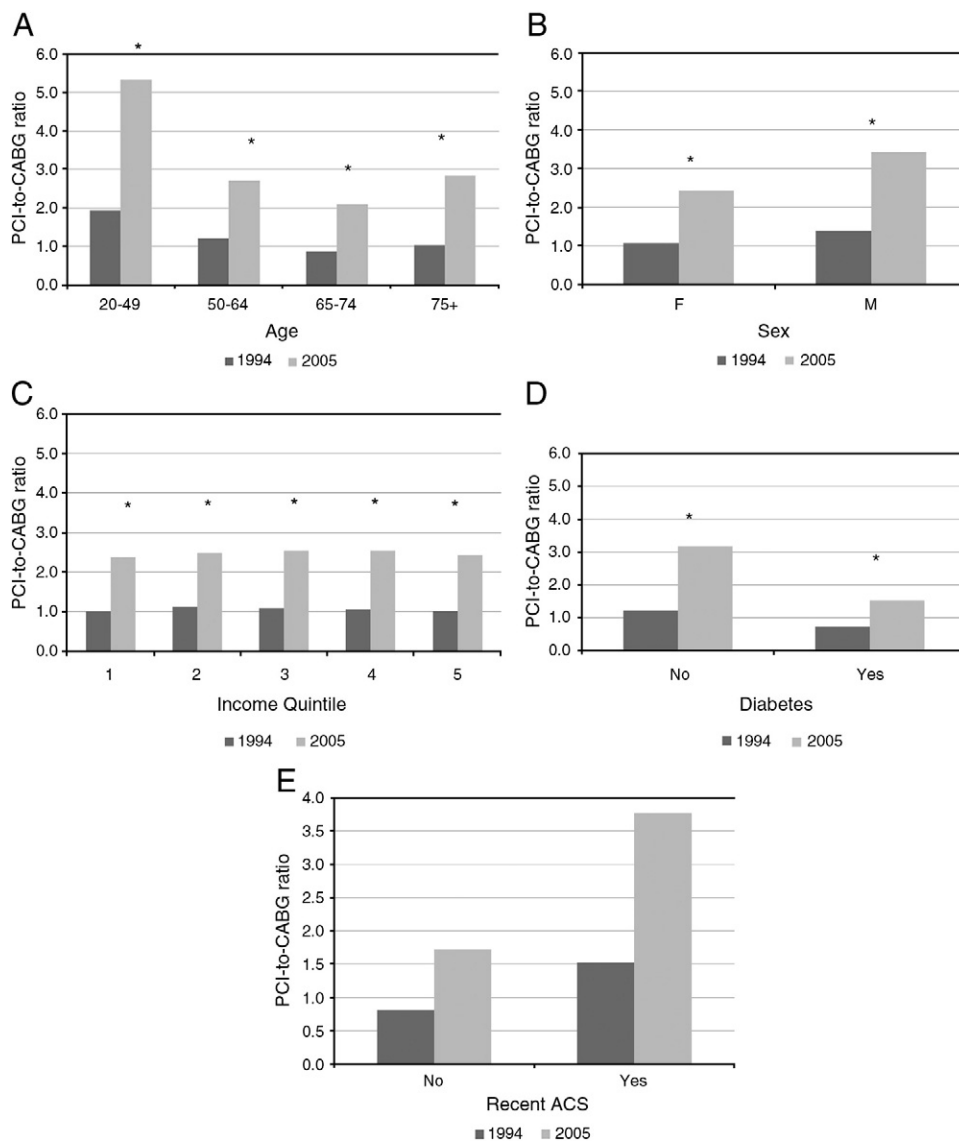 A
*
6.0
5.0
4.0
3.0
2.0
1.0
0.0
PCI-to-CABG ratio
* * *
20-49 50-64 65-74 75+
Age
1994 2005
B
6.0
5.0
4.0
3.0
2.0
1.0
0.0
PCI-to-CABG ratio
* *
F M
Sex
1994 2005
C
6.0
5.0
4.0
3.0
2.0
1.0
0.0
PCI-to-CABG ratio
* * * * *
1 2 3 4 5
Income Quintile
1994 2005
D
6.0
5.0
4.0
3.0
2.0
1.0
0.0
PCI-to-CABG ratio
* *
No Yes
Diabetes
1994 2005
E
4.0
3.5
3.0
2.5
2.0
1.5
1.0
0.5
0.0
PCI-to-CABG ratio
No Yes
Recent ACS
1994 2005